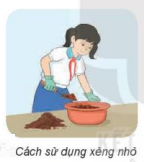 Cách sử dụng xẻng nhỏ